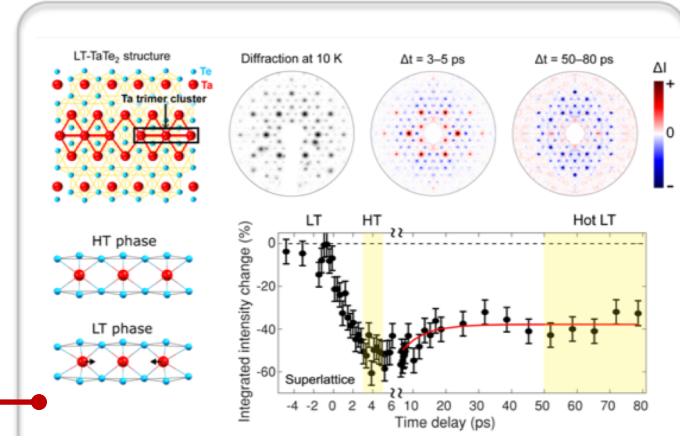 LT-TaTe₂ structure
Te
Ta
Ta trimer cluster
Diffraction at 10 K
Δt = 3–5 ps
Δt = 50–80 ps
ΔI
+
0
−
HT phase
LT phase
LT
HT
Hot LT
Integrated intensity change (%)
0
-20
-40
-60
Superlattice
-4 -2 0 2 4 6 10 20 30 40 50 60 70 80
Time delay (ps)